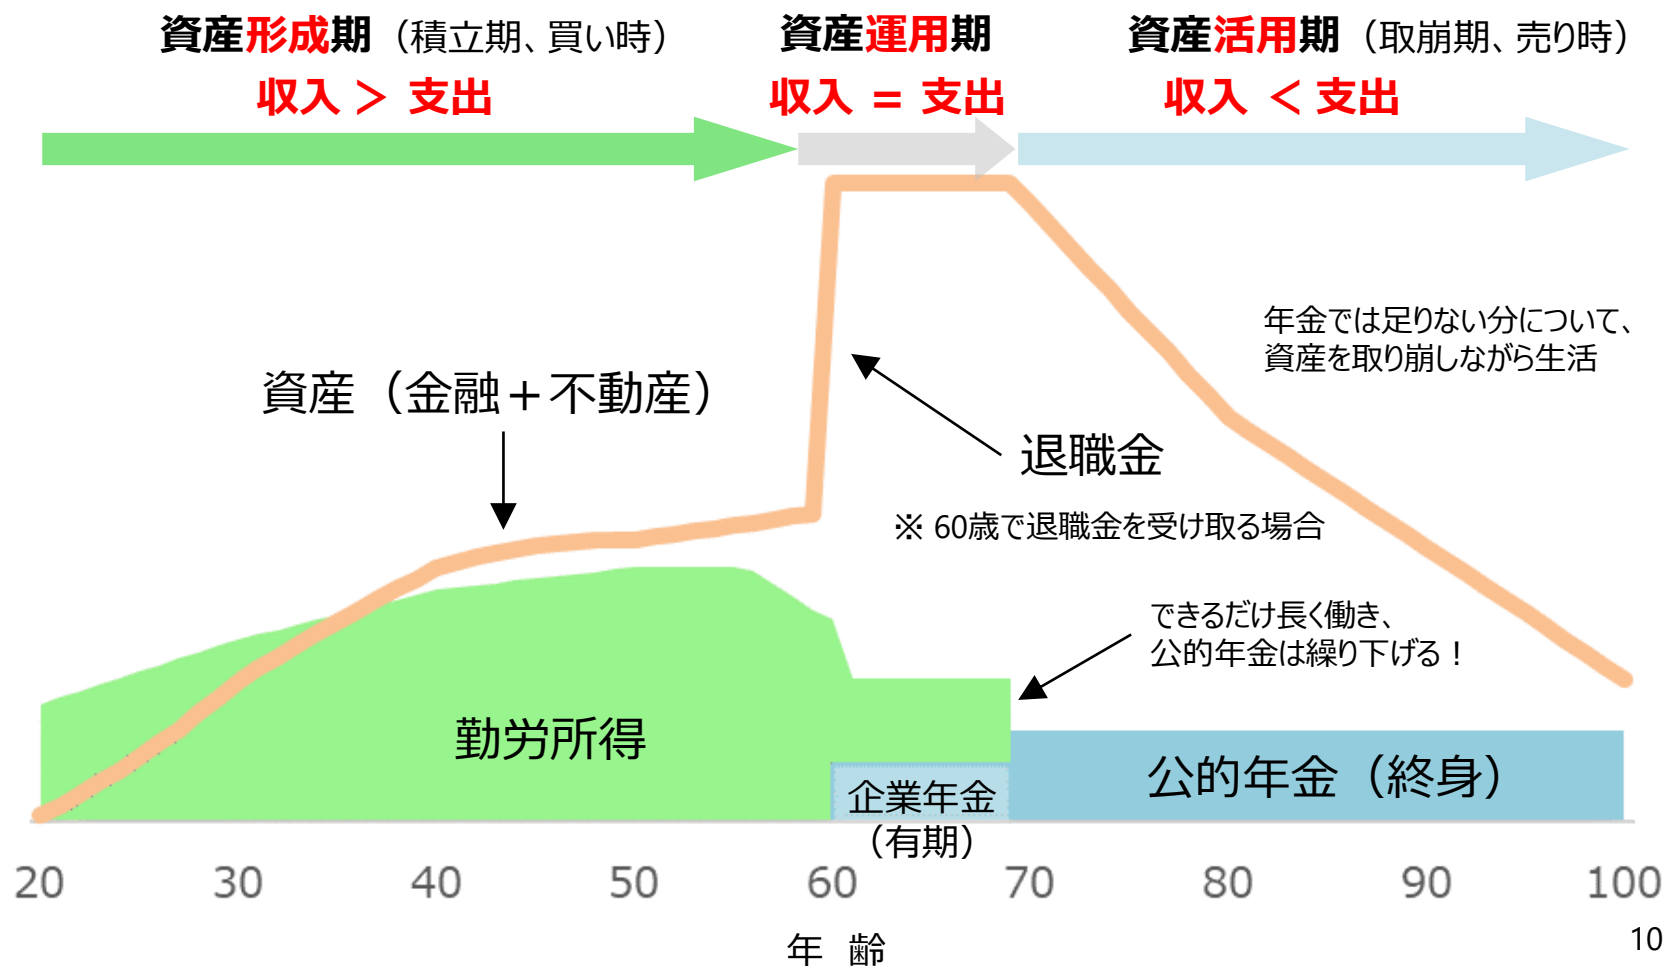 資産形成期（積立期、買い時）
収入 ＞ 支出
資産運用期
収入 ＝ 支出
資産活用期（取崩期、売り時）
収入 ＜ 支出
年金では足りない分について、
資産を取り崩しながら生活
資産（金融＋不動産）
退職金
※ 60歳で退職金を受け取る場合
できるだけ長く働き、
公的年金は繰り下げる！
勤労所得
企業年金
（有期）
公的年金（終身）
20 30 40 50 60 70 80 90 100
年 齢
10